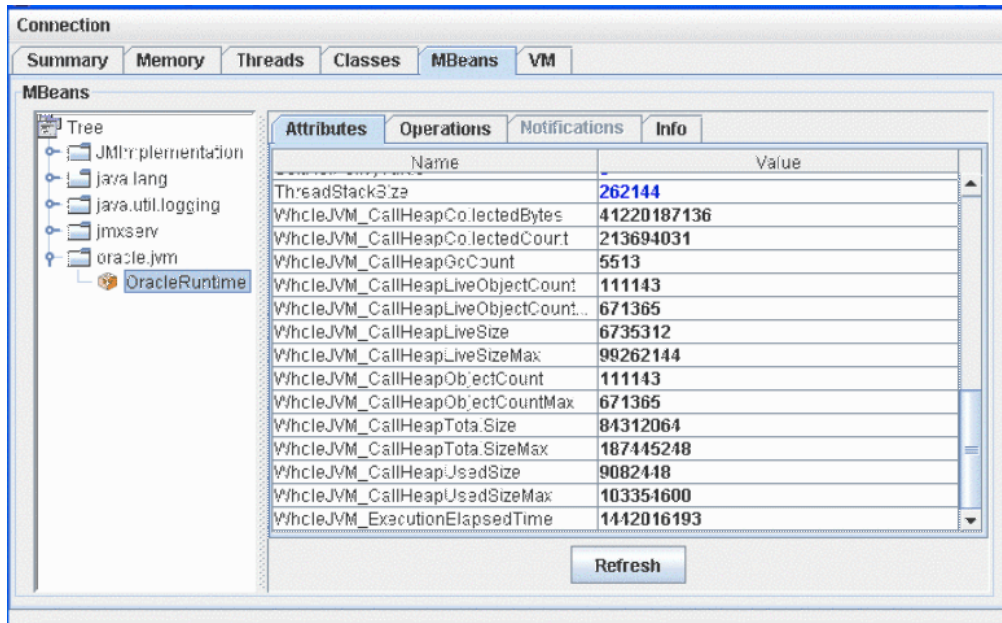 Connection
Summary Memory Threads Classes MBeans VM
MBeans
Tree
JMImplementation
java.lang
java.util.logging
jmxserv
oracle.jvm
OracleRuntime
Attributes Operations Notifications Info
Name Value
ThreadStackSize 262144
WholeJVM_CallHeapCollectedBytes 41220187136
WholeJVM_CallHeapCollectedCount 213694031
WholeJVM_CallHeapGcCount 5513
WholeJVM_CallHeapLiveObjectCount 111143
WholeJVM_CallHeapLiveObjectCount... 671365
WholeJVM_CallHeapLiveSize 6735312
WholeJVM_CallHeapLiveSizeMax 99262144
WholeJVM_CallHeapObjectCount 111143
WholeJVM_CallHeapObjectCountMax 671365
WholeJVM_CallHeapTotalSize 84312064
WholeJVM_CallHeapTotalSizeMax 187445248
WholeJVM_CallHeapUsedSize 9082448
WholeJVM_CallHeapUsedSizeMax 103354600
WholeJVM_ExecutionElapsedTime 1442016193
Refresh